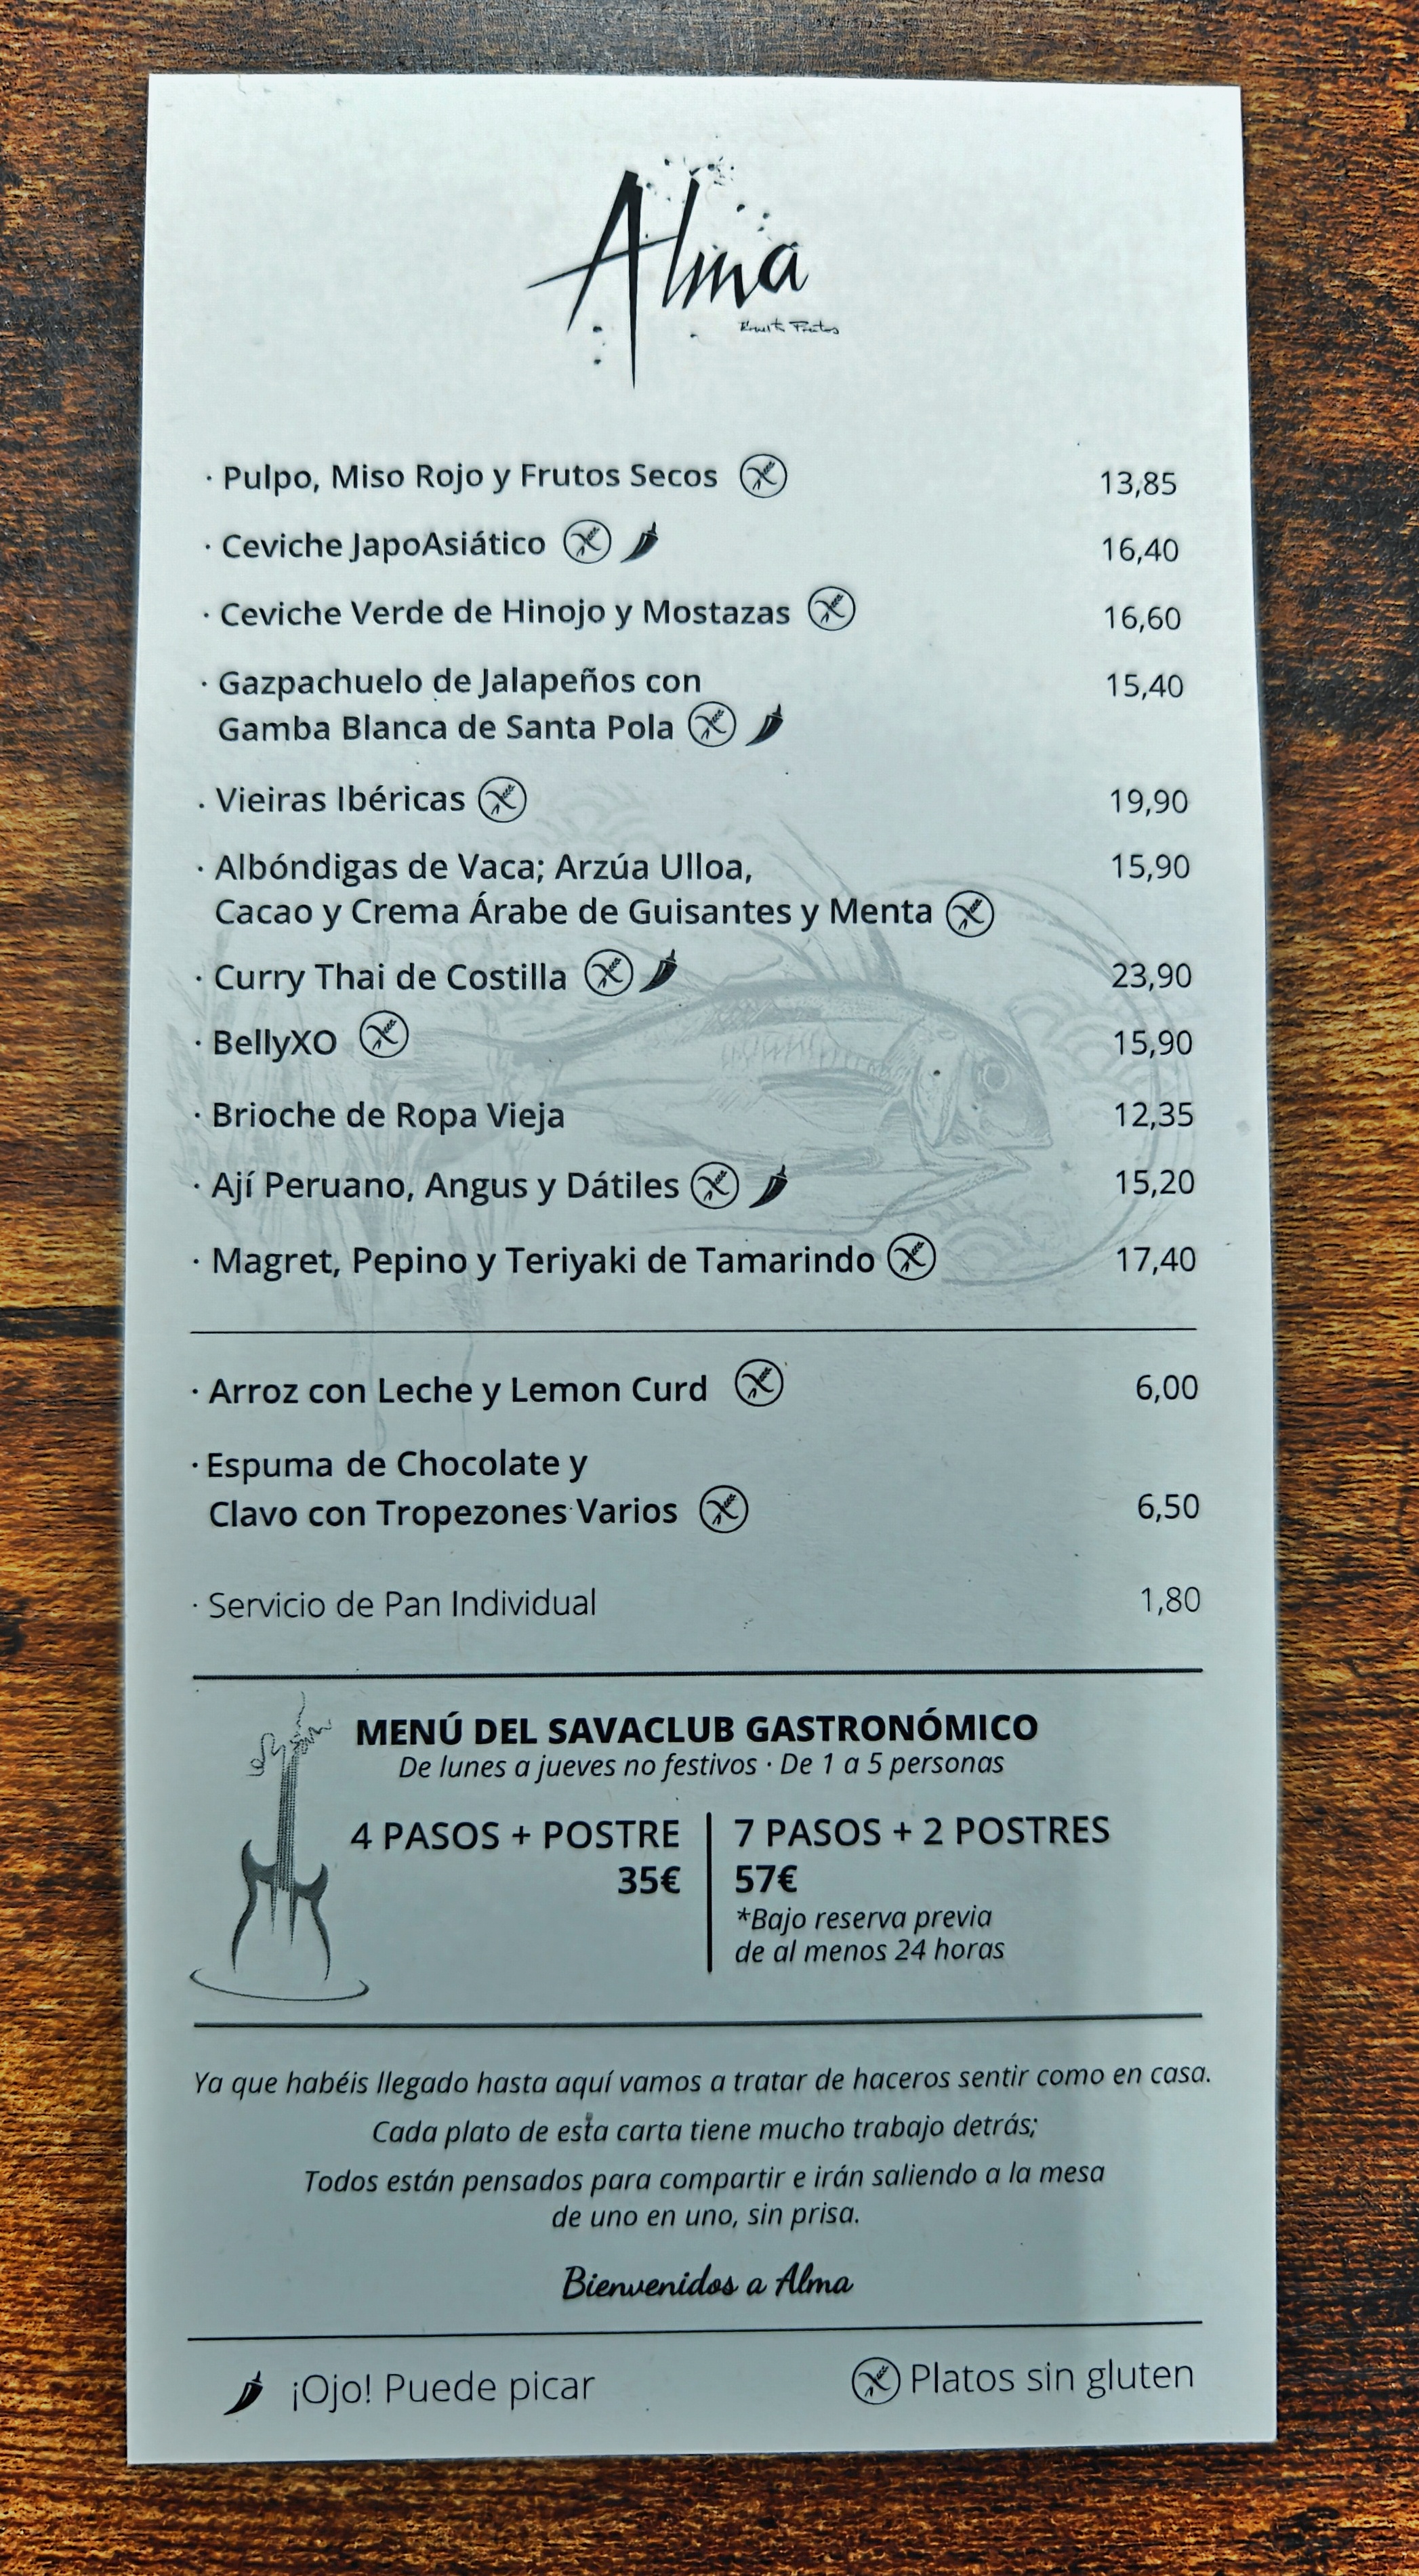 Alma
· Pulpo, Miso Rojo y Frutos Secos 13,85
· Ceviche JapoAsiático 16,40
· Ceviche Verde de Hinojo y Mostazas 16,60
· Gazpachuelo de Jalapeños con 15,40
Gamba Blanca de Santa Pola
· Vieiras Ibéricas 19,90
· Albóndigas de Vaca; Arzúa Ulloa, 15,90
Cacao y Crema Árabe de Guisantes y Menta
· Curry Thai de Costilla 23,90
· BellyXO 15,90
· Brioche de Ropa Vieja 12,35
· Ají Peruano, Angus y Dátiles 15,20
· Magret, Pepino y Teriyaki de Tamarindo 17,40
· Arroz con Leche y Lemon Curd 6,00
· Espuma de Chocolate y
Clavo con Tropezones Varios 6,50
· Servicio de Pan Individual 1,80
MENÚ DEL SAVACLUB GASTRONÓMICO
De lunes a jueves no festivos · De 1 a 5 personas
4 PASOS + POSTRE
35€
7 PASOS + 2 POSTRES
57€
*Bajo reserva previa
de al menos 24 horas
Ya que habéis llegado hasta aquí vamos a tratar de haceros sentir como en casa.
Cada plato de esta carta tiene mucho trabajo detrás;
Todos están pensados para compartir e irán saliendo a la mesa
de uno en uno, sin prisa.
Bienvenidos a Alma
¡Ojo! Puede picar
Platos sin gluten